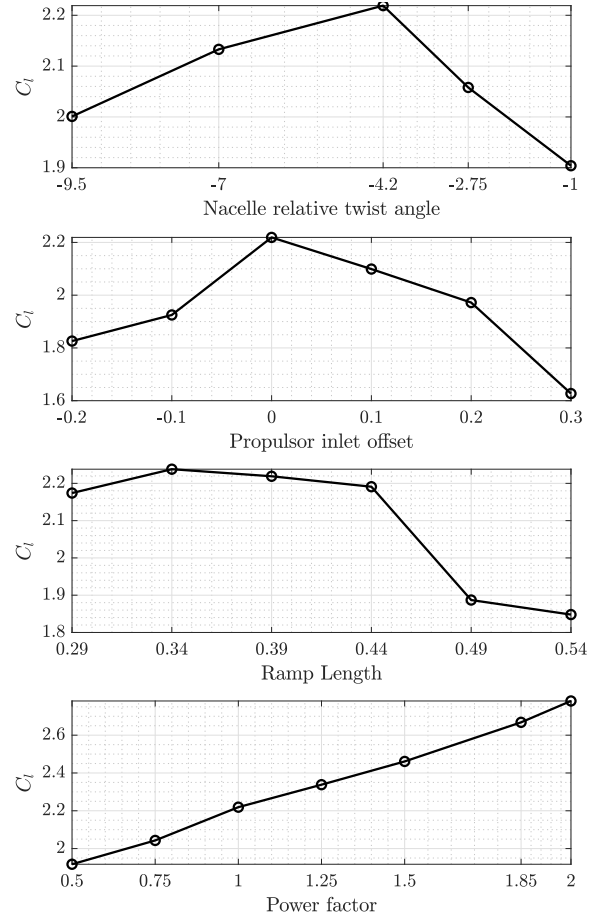 2.2
2.1
2
1.9
C_l
-9.5 -7 -4.2 -2.75 -1
Nacelle relative twist angle
2.2
2
1.8
1.6
C_l
-0.2 -0.1 0 0.1 0.2 0.3
Propulsor inlet offset
2.2
2.1
2
1.9
1.8
C_l
0.29 0.34 0.39 0.44 0.49 0.54
Ramp Length
2.6
2.4
2.2
2
C_l
0.5 0.75 1 1.25 1.5 1.85 2
Power factor